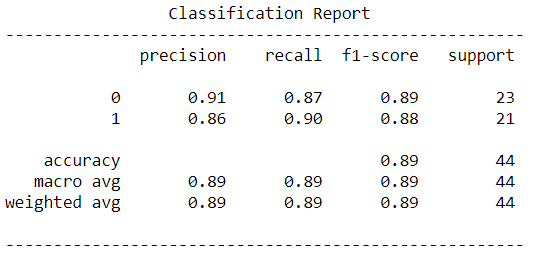 Classification Report
------------------------------------------------------
precision recall f1-score support
0 0.91 0.87 0.89 23
1 0.86 0.90 0.88 21
accuracy 0.89 44
macro avg 0.89 0.89 0.89 44
weighted avg 0.89 0.89 0.89 44
------------------------------------------------------